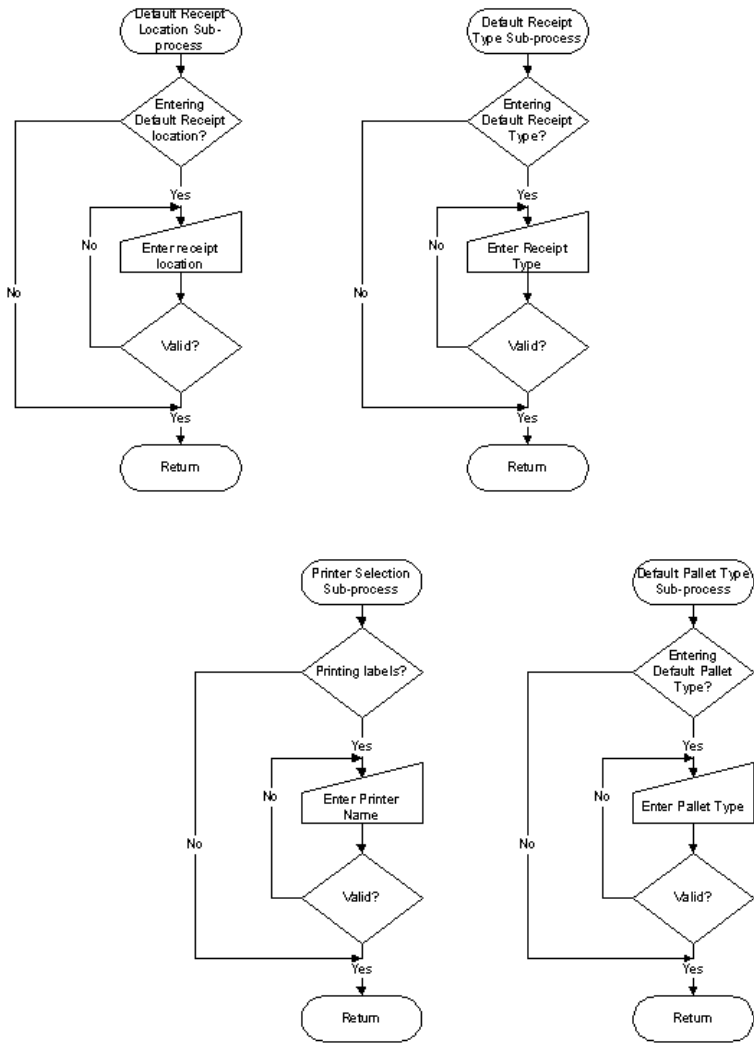 Default Receipt
Location Sub-
process
Entering
Default Receipt
location?
Yes
No
Enter receipt
location
No
Valid?
Yes
Return
Default Receipt
Type Sub-process
Entering
Default Receipt
Type?
Yes
No
Enter Receipt
Type
No
Valid?
Yes
Return
Printer Selection
Sub-process
Printing labels?
Yes
No
Enter Printer
Name
No
Valid?
Yes
Return
Default Pallet Type
Sub-process
Entering
Default Pallet
Type?
Yes
No
Enter Pallet Type
No
Valid?
Yes
Return